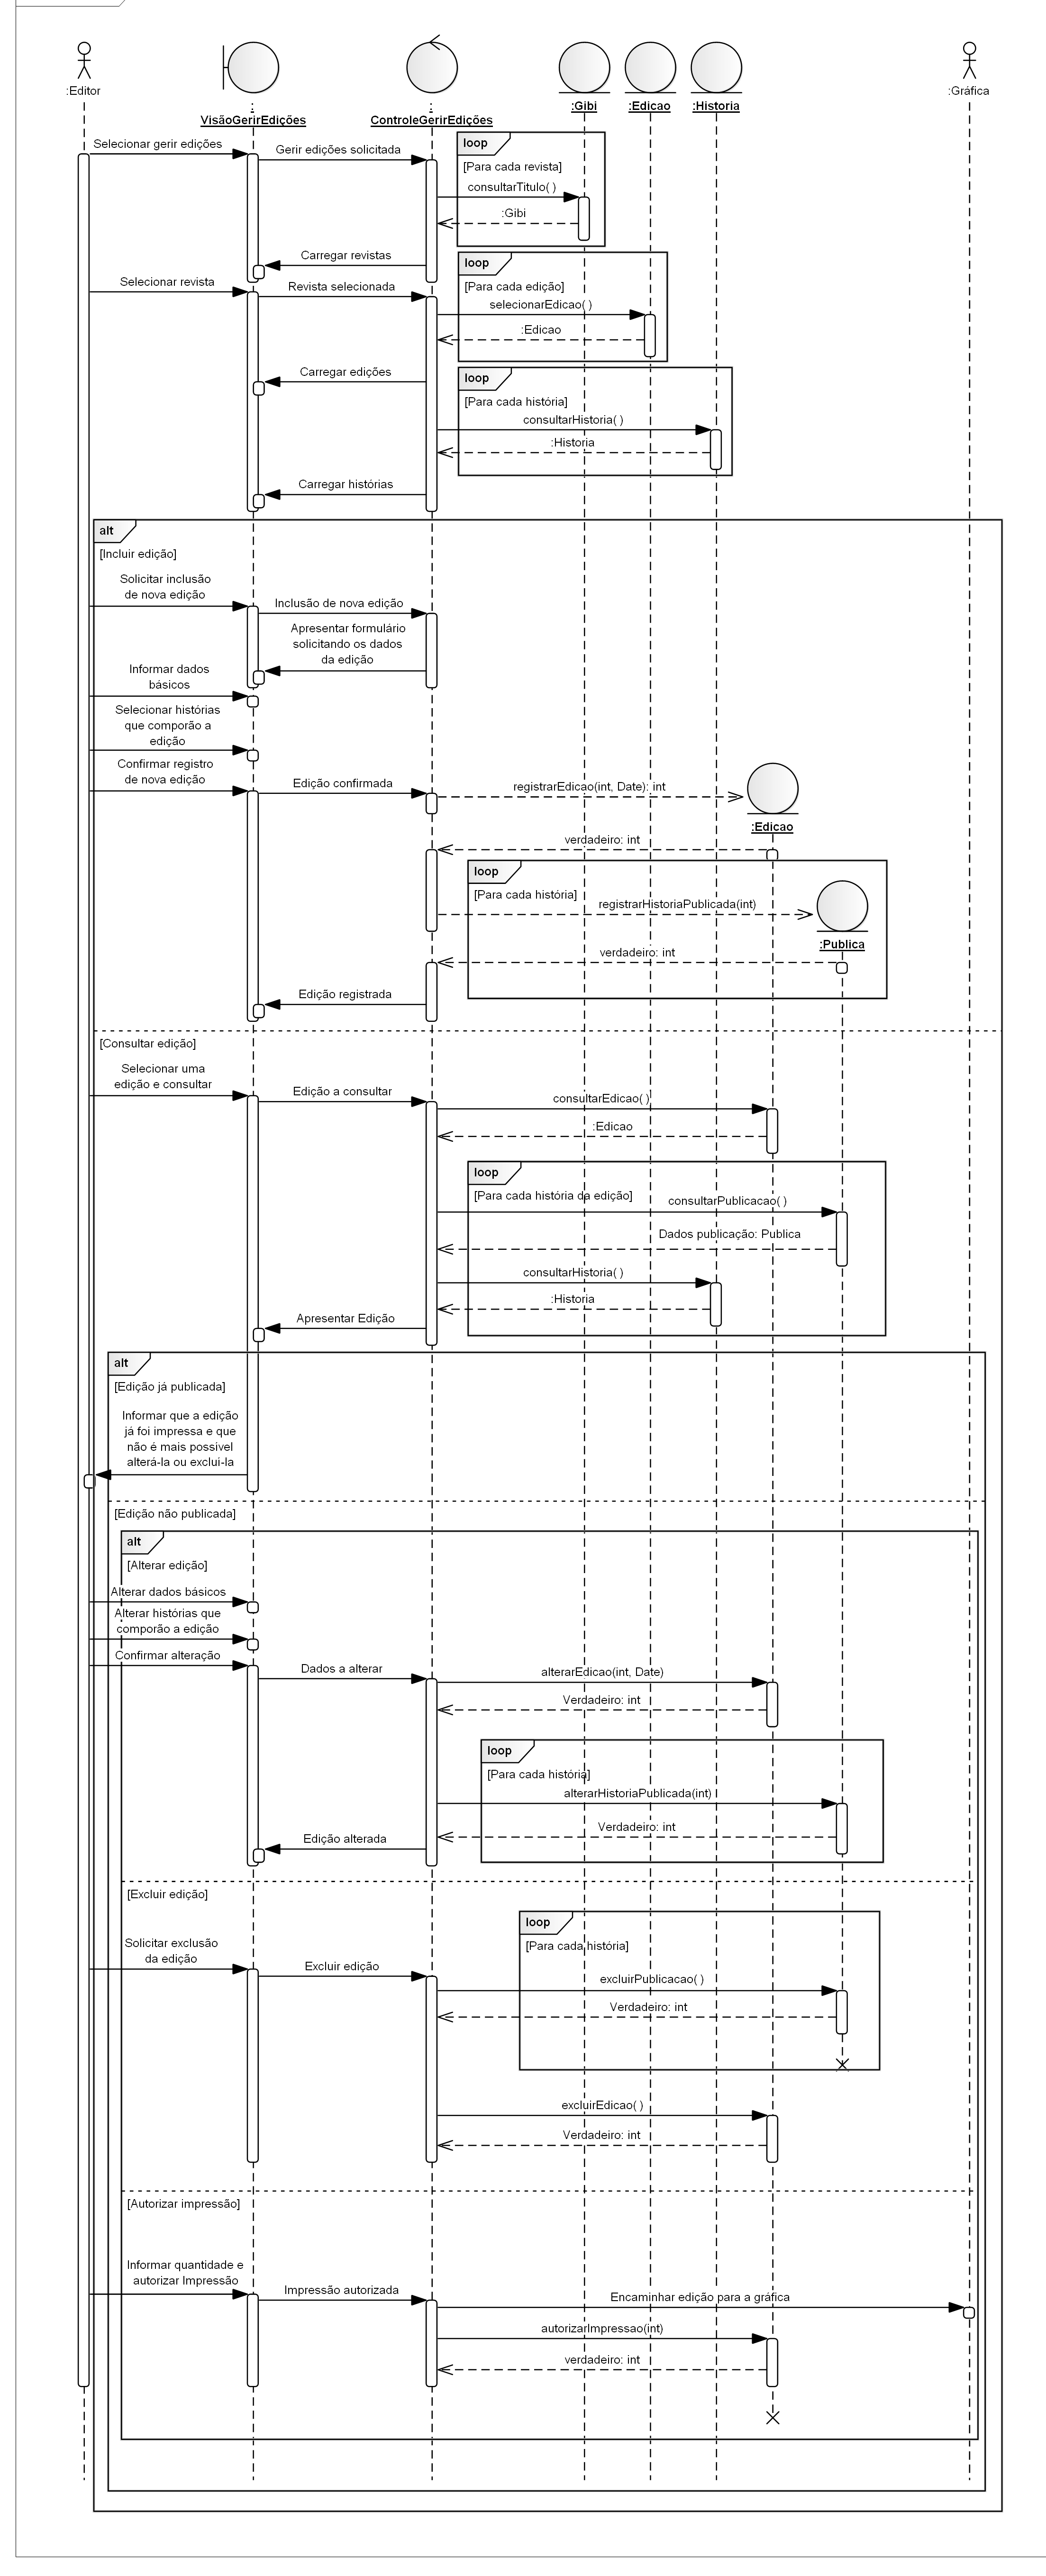 :Editor
:
VisãoGerirEdições
:
ControleGerirEdições
:Gibi
:Edicao
:Historia
:Gráfica
Selecionar gerir edições
Gerir edições solicitada
loop
[Para cada revista]
consultarTitulo( )
:Gibi
Carregar revistas
loop
Selecionar revista
Revista selecionada
[Para cada edição]
selecionarEdicao( )
:Edicao
Carregar edições
loop
[Para cada história]
consultarHistoria( )
:Historia
Carregar histórias
alt
[Incluir edição]
Solicitar inclusão
de nova edição
Inclusão de nova edição
Apresentar formulário
solicitando os dados
da edição
Informar dados
básicos
Selecionar histórias
que comporão a
edição
Confirmar registro
de nova edição
Edição confirmada
registrarEdicao(int, Date): int
:Edicao
verdadeiro: int
loop
[Para cada história]
registrarHistoriaPublicada(int)
:Publica
verdadeiro: int
Edição registrada
[Consultar edição]
Selecionar uma
edição e consultar
Edição a consultar
consultarEdicao( )
:Edicao
loop
[Para cada história da edição]
consultarPublicacao( )
Dados publicação: Publica
consultarHistoria( )
:Historia
Apresentar Edição
alt
[Edição já publicada]
Informar que a edição
já foi impressa e que
não é mais possivel
alterá-la ou exclui-la
[Edição não publicada]
alt
[Alterar edição]
Alterar dados básicos
Alterar histórias que
comporão a edição
Confirmar alteração
Dados a alterar
alterarEdicao(int, Date)
Verdadeiro: int
loop
[Para cada história]
alterarHistoriaPublicada(int)
Verdadeiro: int
Edição alterada
[Excluir edição]
loop
[Para cada história]
Solicitar exclusão
da edição
Excluir edição
excluirPublicacao( )
Verdadeiro: int
excluirEdicao( )
Verdadeiro: int
[Autorizar impressão]
Informar quantidade e
autorizar Impressão
Impressão autorizada
Encaminhar edição para a gráfica
autorizarImpressao(int)
verdadeiro: int